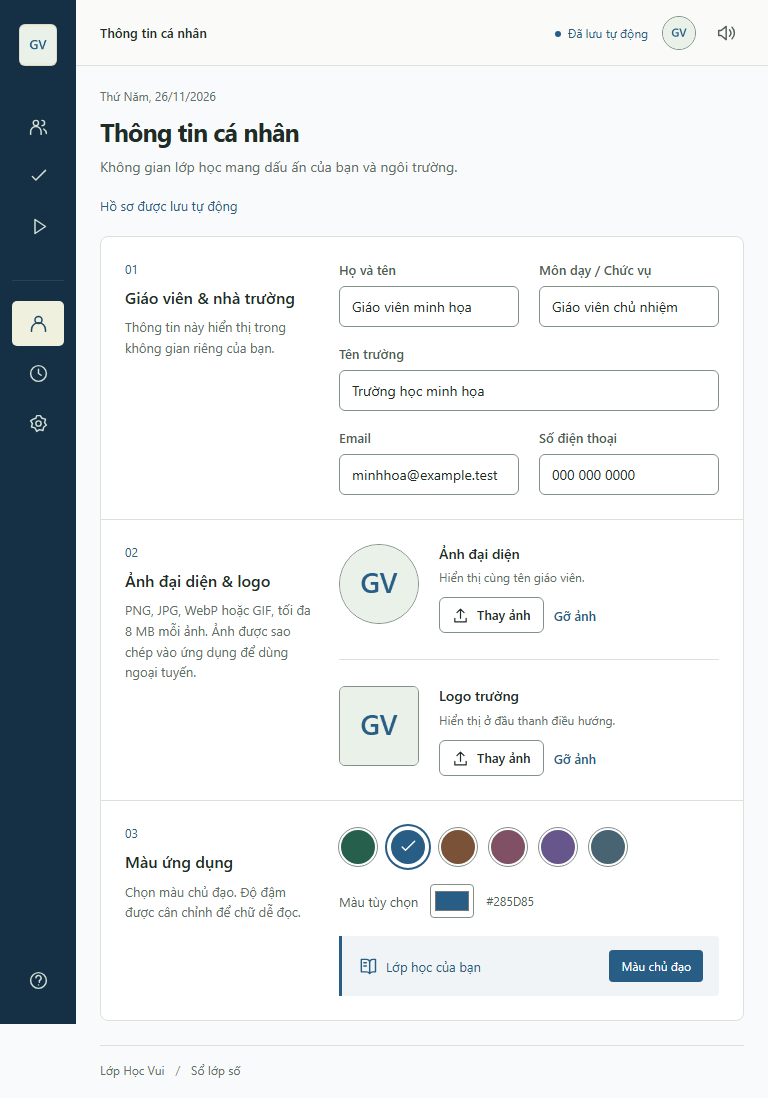 GV
Thông tin cá nhân
Đã lưu tự động
GV
Thứ Năm, 26/11/2026
Thông tin cá nhân
Không gian lớp học mang dấu ấn của bạn và ngôi trường.
Hồ sơ được lưu tự động
01
Giáo viên & nhà trường
Thông tin này hiển thị trong
không gian riêng của bạn.
Họ và tên
Giáo viên minh họa
Môn dạy / Chức vụ
Giáo viên chủ nhiệm
Tên trường
Trường học minh họa
Email
minhhoa@example.test
Số điện thoại
000 000 0000
02
Ảnh đại diện & logo
PNG, JPG, WebP hoặc GIF, tối đa
8 MB mỗi ảnh. Ảnh được sao
chép vào ứng dụng để dùng
ngoại tuyến.
GV
Ảnh đại diện
Hiển thị cùng tên giáo viên.
Thay ảnh
Gỡ ảnh
GV
Logo trường
Hiển thị ở đầu thanh điều hướng.
Thay ảnh
Gỡ ảnh
03
Màu ứng dụng
Chọn màu chủ đạo. Độ đậm
được cân chỉnh để chữ dễ đọc.
Màu tùy chọn
#285D85
Lớp học của bạn
Màu chủ đạo
Lớp Học Vui / Sổ lớp số